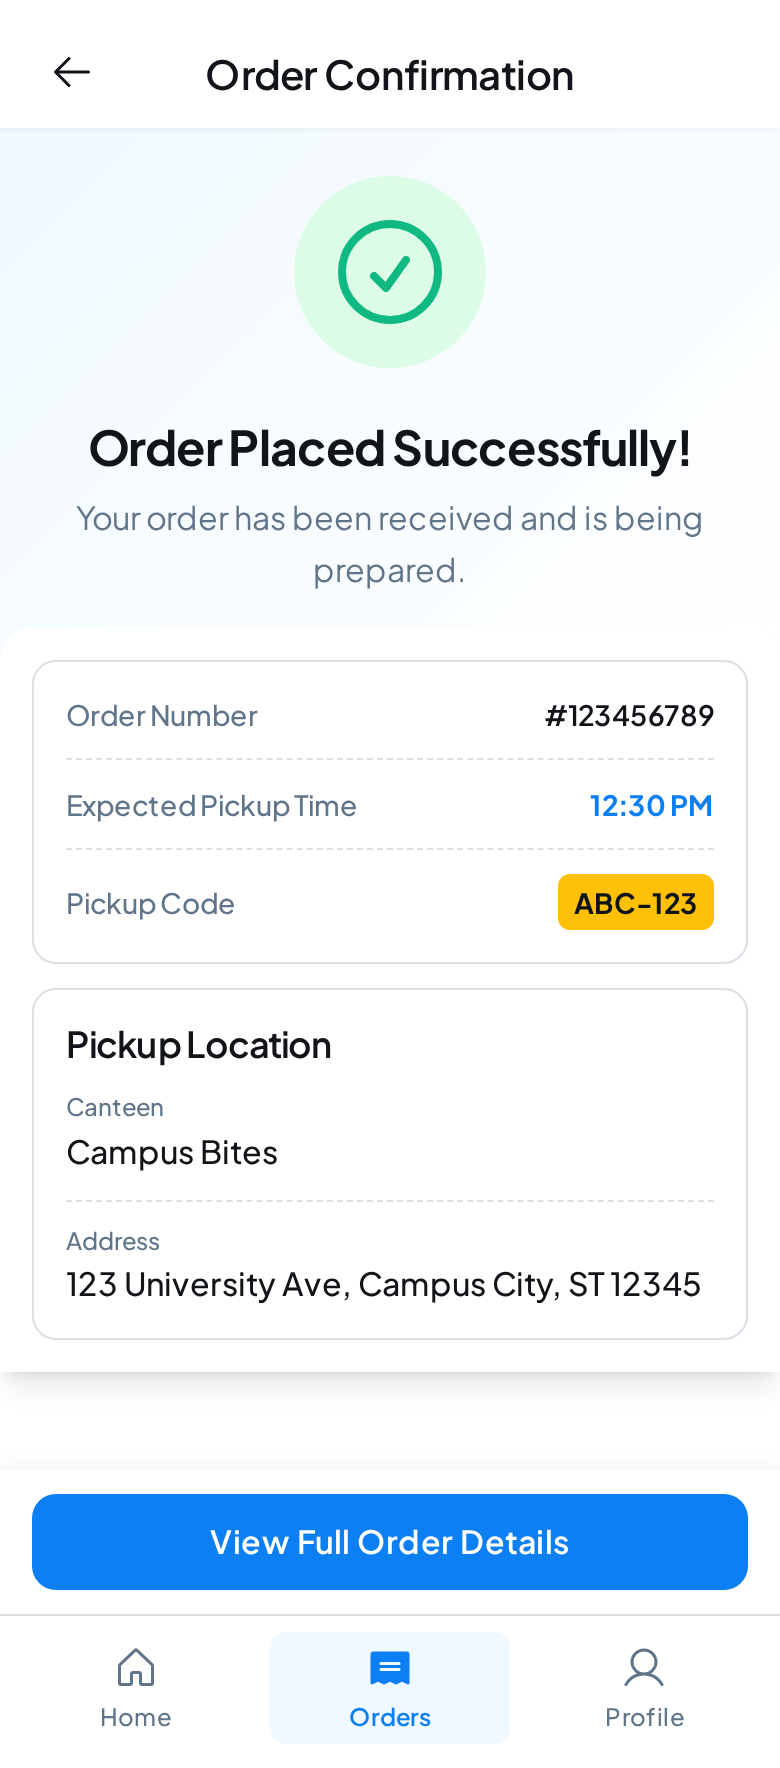 Order Confirmation
Order Placed Successfully!
Your order has been received and is being
prepared.
Order Number #123456789
Expected Pickup Time 12:30 PM
Pickup Code ABC-123
Pickup Location
Canteen
Campus Bites
Address
123 University Ave, Campus City, ST 12345
View Full Order Details
Home Orders Profile